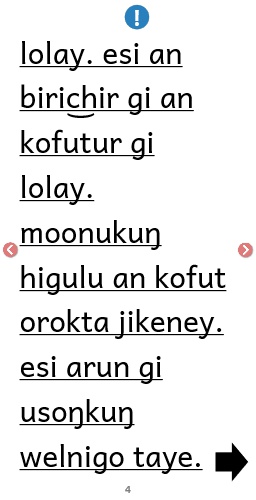 lolay. esi an
birichir gi an
kofutur gi
lolay.
moonukuŋ
higulu an kofut
orokta jikeney.
esi arun gi
usoŋkuŋ
welnigo taye.
4